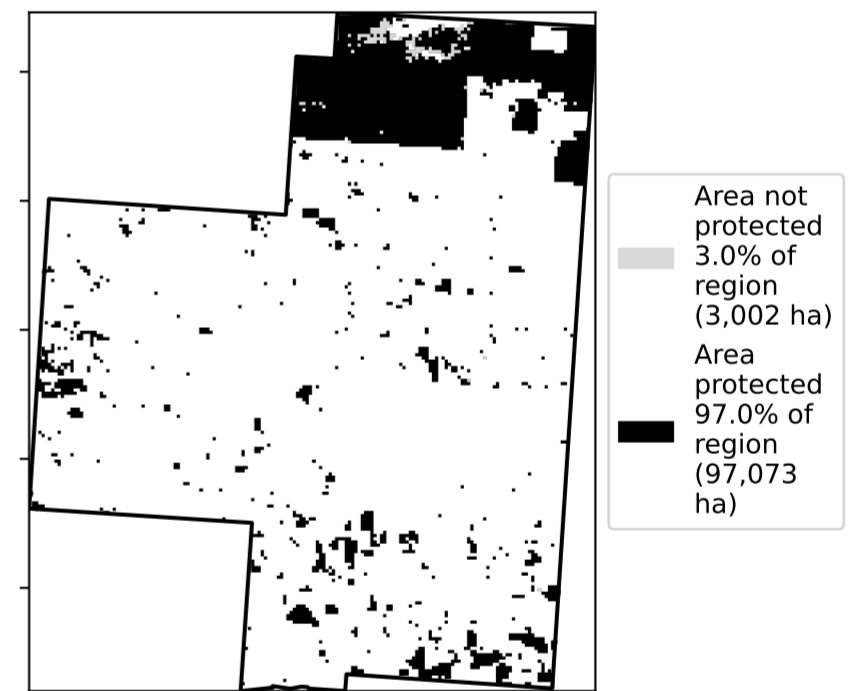 Area not
protected
3.0% of
region
(3,002 ha)
Area
protected
97.0% of
region
(97,073
ha)